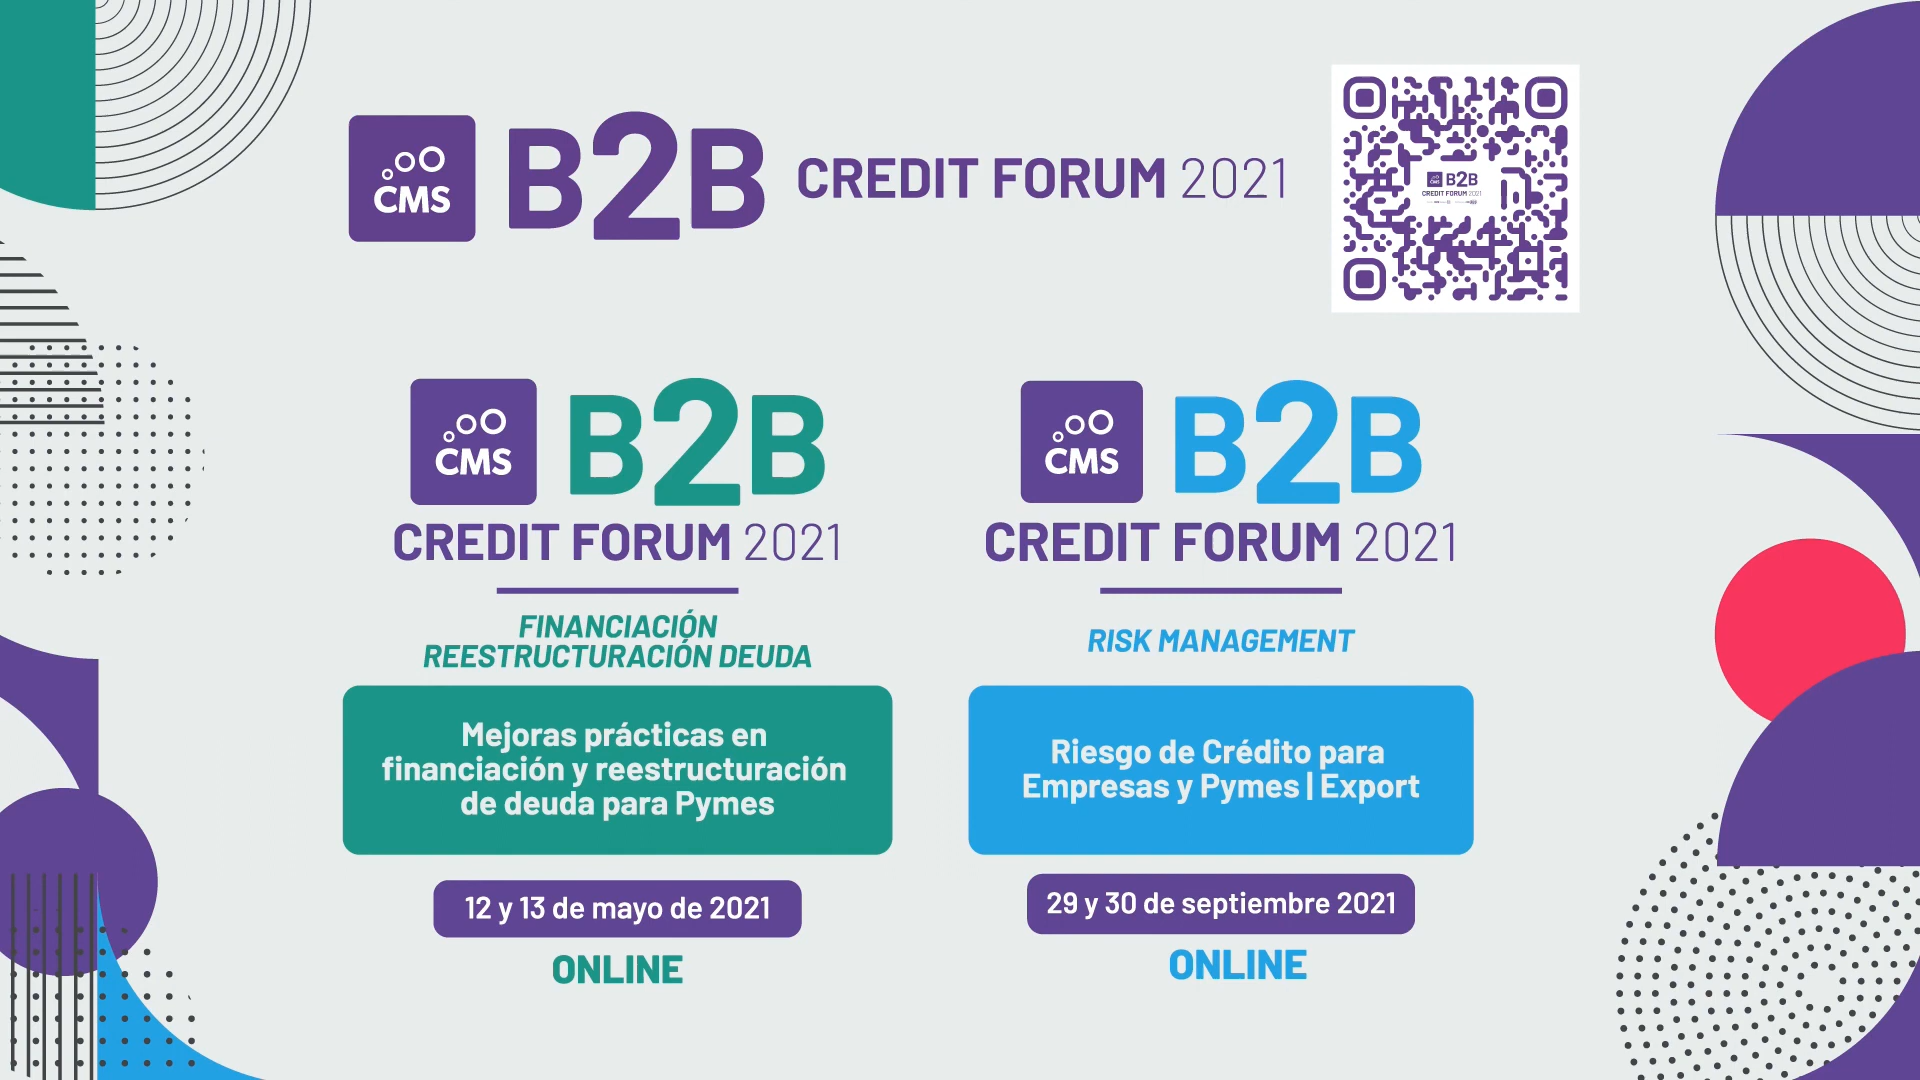 CMS B2B CREDIT FORUM 2021
CMS B2B
CREDIT FORUM 2021
CMS B2B
CREDIT FORUM 2021
FINANCIACIÓN
REESTRUCTURACIÓN DEUDA
Mejoras prácticas en
financiación y reestructuración
de deuda para Pymes
12 y 13 de mayo de 2021
ONLINE
CMS B2B
CREDIT FORUM 2021
RISK MANAGEMENT
Riesgo de Crédito para
Empresas y Pymes | Export
29 y 30 de septiembre 2021
ONLINE